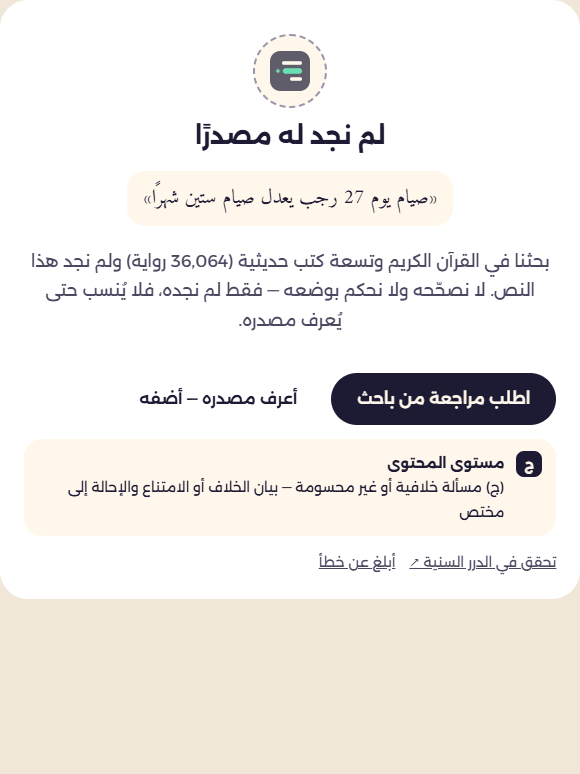 لم نجد له مصدرًا
«صيام يوم 27 رجب يعدل صيام ستين شهرًا»
بحثنا في القرآن الكريم وتسعة كتب حديثية (36,064 رواية) ولم نجد هذا
النص. لا نصحّحه ولا نحكم بوضعه — فقط لم نجده، فلا يُنسب حتى
يُعرف مصدره.
اطلب مراجعة من باحث
أعرف مصدره — أضفه
ج
مستوى المحتوى
(ج) مسألة خلافية أو غير محسومة — بيان الخلاف أو الامتناع والإحالة إلى
مختص
تحقق في الدرر السنية ↗ أبلغ عن خطأ